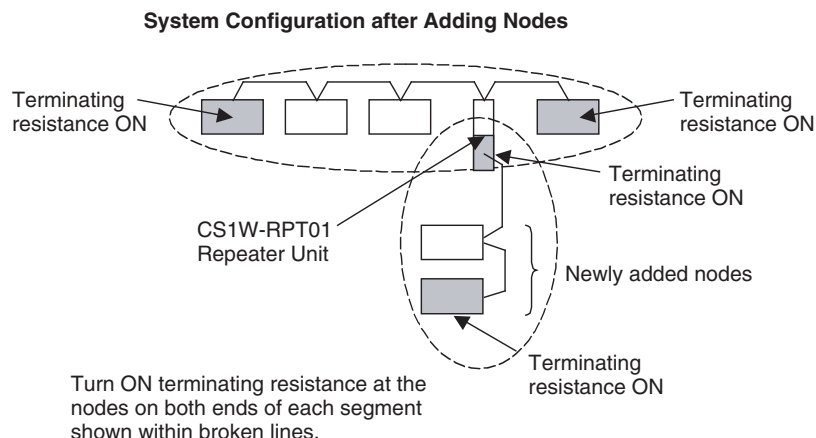 System Configuration after Adding Nodes
Terminating
resistance ON
Terminating
resistance ON
Terminating
resistance ON
CS1W-RPT01
Repeater Unit
Newly added nodes
Terminating
resistance ON
Turn ON terminating resistance at the
nodes on both ends of each segment
shown within broken lines.